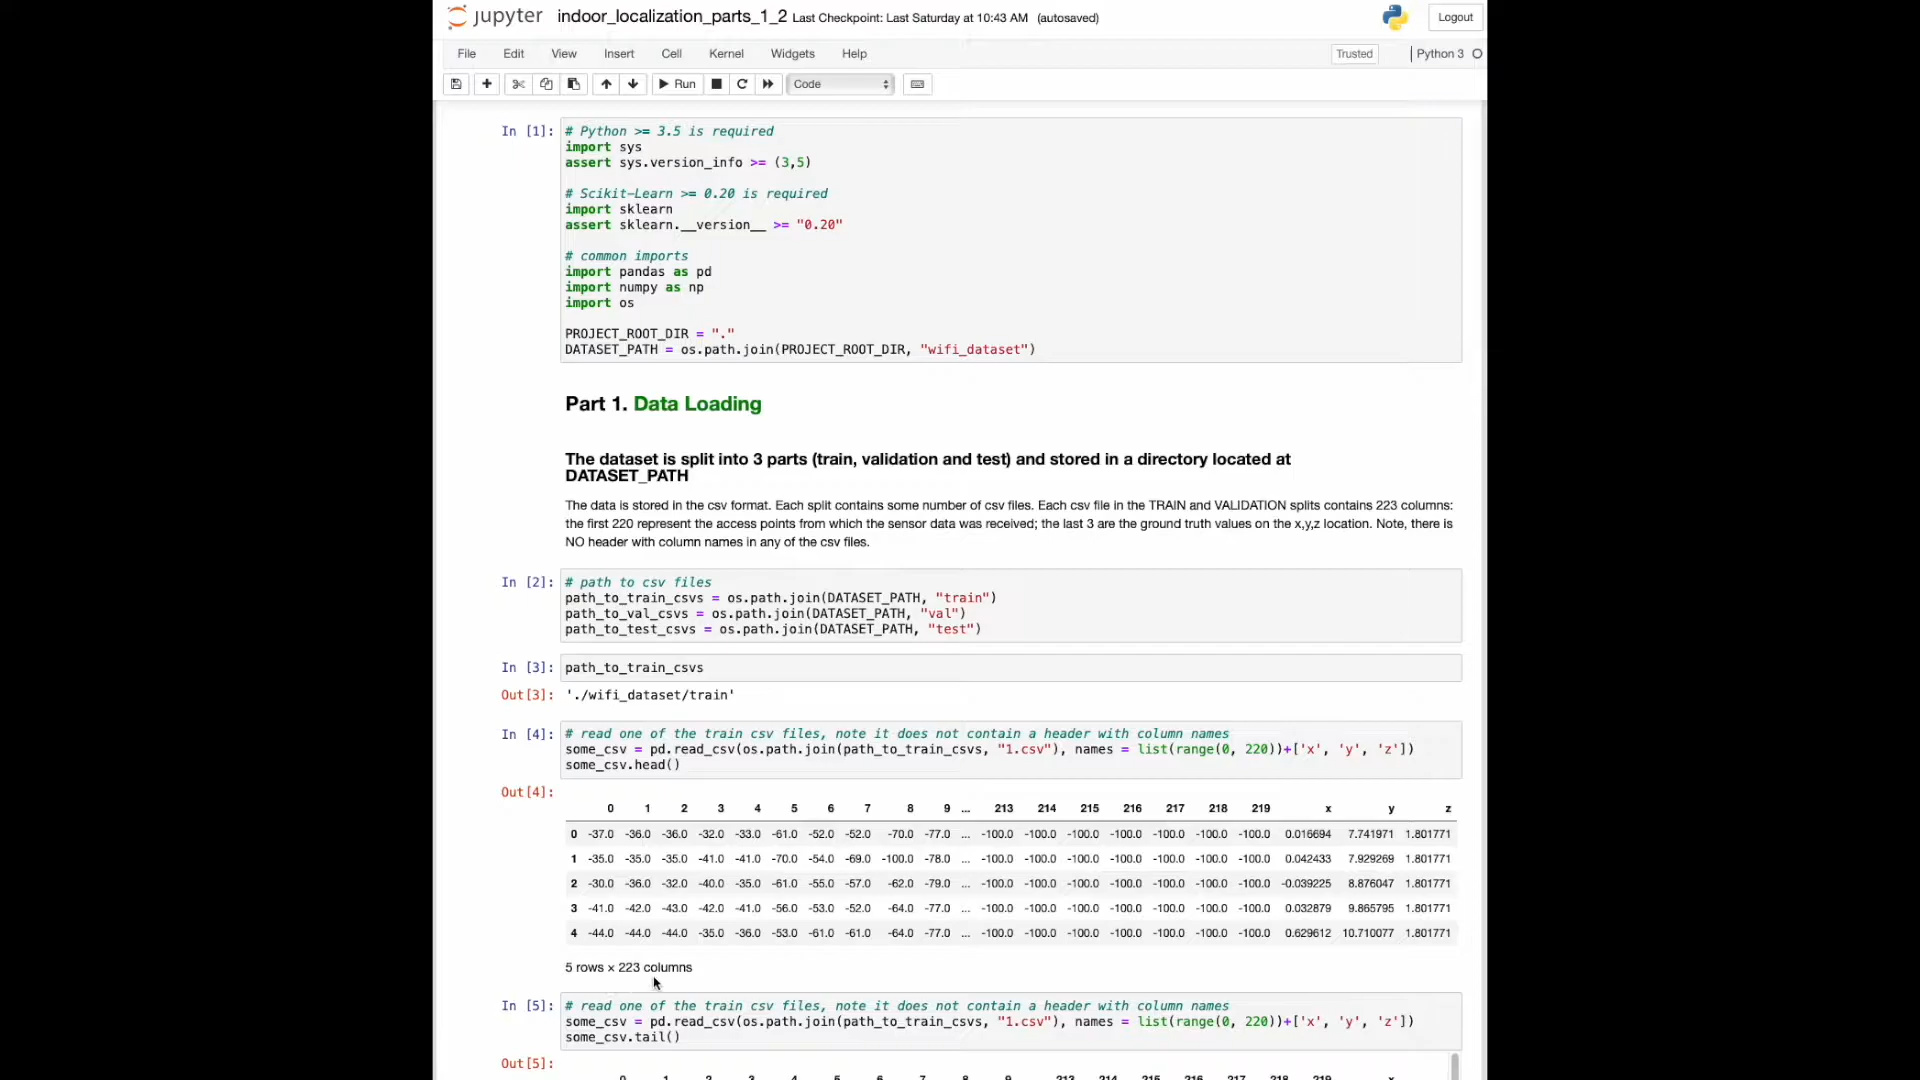 jupyter indoor_localization_parts_1_2 Last Checkpoint: Last Saturday at 10:43 AM (autosaved) Logout
File Edit View Insert Cell Kernel Widgets Help Trusted Python 3
Run Code
In [1]: # Python >= 3.5 is required
import sys
assert sys.version_info >= (3,5)
# Scikit-Learn >= 0.20 is required
import sklearn
assert sklearn.__version__ >= "0.20"
# common imports
import pandas as pd
import numpy as np
import os
PROJECT_ROOT_DIR = "."
DATASET_PATH = os.path.join(PROJECT_ROOT_DIR, "wifi_dataset")
Part 1. Data Loading
The dataset is split into 3 parts (train, validation and test) and stored in a directory located at
DATASET_PATH
The data is stored in the csv format. Each split contains some number of csv files. Each csv file in the TRAIN and VALIDATION splits contains 223 columns:
the first 220 represent the access points from which the sensor data was received; the last 3 are the ground truth values on the x,y,z location. Note, there is
NO header with column names in any of the csv files.
In [2]: # path to csv files
path_to_train_csvs = os.path.join(DATASET_PATH, "train")
path_to_val_csvs = os.path.join(DATASET_PATH, "val")
path_to_test_csvs = os.path.join(DATASET_PATH, "test")
In [3]: path_to_train_csvs
Out[3]: './wifi_dataset/train'
In [4]: # read one of the train csv files, note it does not contain a header with column names
some_csv = pd.read_csv(os.path.join(path_to_train_csvs, "1.csv"), names = list(range(0, 220))+['x', 'y', 'z'])
some_csv.head()
Out[4]:
0 1 2 3 4 5 6 7 8 9 ... 213 214 215 216 217 218 219 x y z
0 -37.0 -36.0 -36.0 -32.0 -33.0 -61.0 -52.0 -52.0 -70.0 -77.0 ... -100.0 -100.0 -100.0 -100.0 -100.0 -100.0 -100.0 0.016694 7.741971 1.801771
1 -35.0 -35.0 -35.0 -41.0 -41.0 -70.0 -54.0 -69.0 -100.0 -78.0 ... -100.0 -100.0 -100.0 -100.0 -100.0 -100.0 -100.0 0.042433 7.929269 1.801771
2 -30.0 -36.0 -32.0 -40.0 -35.0 -61.0 -55.0 -57.0 -62.0 -79.0 ... -100.0 -100.0 -100.0 -100.0 -100.0 -100.0 -100.0 -0.039225 8.876047 1.801771
3 -41.0 -42.0 -43.0 -42.0 -41.0 -56.0 -53.0 -52.0 -64.0 -77.0 ... -100.0 -100.0 -100.0 -100.0 -100.0 -100.0 -100.0 0.032879 9.865795 1.801771
4 -44.0 -44.0 -44.0 -35.0 -36.0 -53.0 -61.0 -61.0 -64.0 -77.0 ... -100.0 -100.0 -100.0 -100.0 -100.0 -100.0 -100.0 0.629612 10.710077 1.801771
5 rows × 223 columns
In [5]: # read one of the train csv files, note it does not contain a header with column names
some_csv = pd.read_csv(os.path.join(path_to_train_csvs, "1.csv"), names = list(range(0, 220))+['x', 'y', 'z'])
some_csv.tail()
Out[5]:
0 1 2 3 4 5 6 7 8 9 213 214 215 216 217 218 219 x